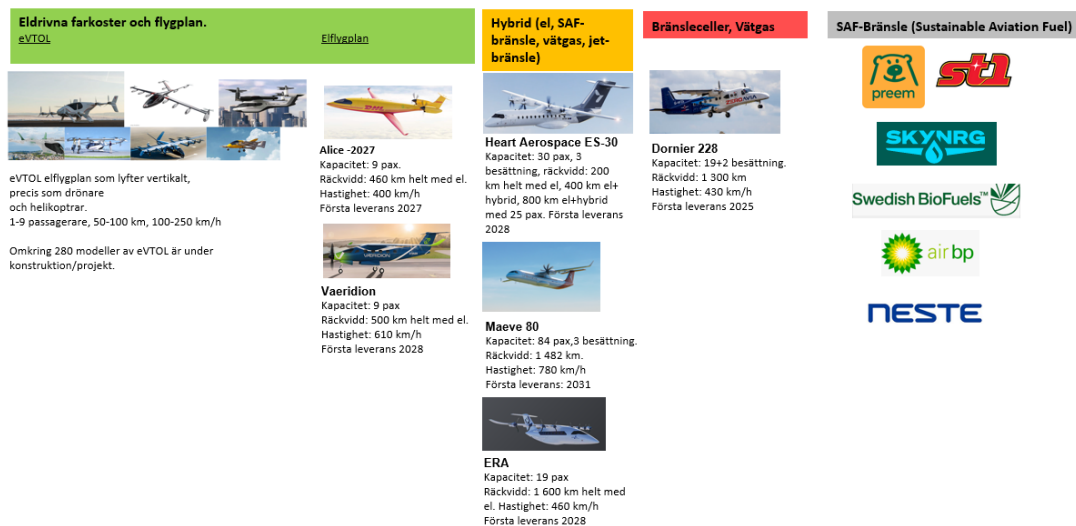 Eldrivna farkoster och flygplan.
eVTOL
Elflygplan
eVTOL elflygplan som lyfter vertikalt,
precis som drönare
och helikoptrar.
1-9 passagerare, 50-100 km, 100-250 km/h
Omkring 280 modeller av eVTOL är under
konstruktion/projekt.
Alice -2027
Kapacitet: 9 pax.
Räckvidd: 460 km helt med el.
Hastighet: 400 km/h
Första leverans 2027
VÆRIDION
Vaeridion
Kapacitet: 9 pax
Räckvidd: 500 km helt med el.
Hastighet: 610 km/h
Första leverans 2028
Hybrid (el, SAF-
bränsle, vätgas, jet-
bränsle)
Heart Aerospace ES-30
Kapacitet: 30 pax, 3
besättning, räckvidd: 200
km helt med el, 400 km el+
hybrid, 800 km el+hybrid
med 25 pax. Första leverans
2028
Maeve 80
Kapacitet: 84 pax,3 besättning.
Räckvidd: 1 482 km.
Hastighet: 780 km/h
Första leverans: 2031
ERA
Kapacitet: 19 pax
Räckvidd: 1 600 km helt med
el. Hastighet: 460 km/h
Första leverans 2028
Bränsleceller, Vätgas
Dornier 228
Kapacitet: 19+2 besättning.
Räckvidd: 1 300 km
Hastighet: 430 km/h
Första leverans 2025
SAF-Bränsle (Sustainable Aviation Fuel)
preem
st1
SKYNRG
Swedish BioFuels™
air bp
NESTE